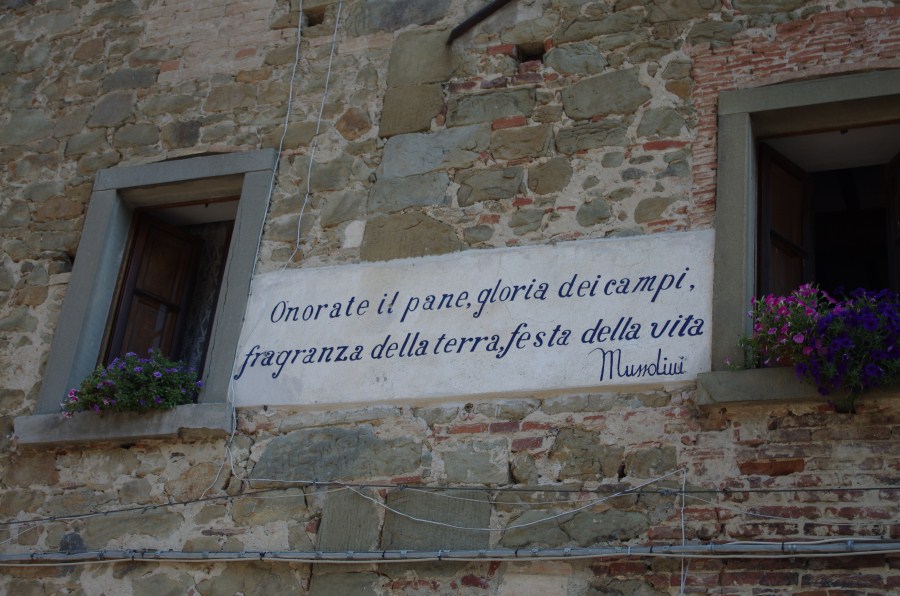 Onorate il pane, gloria dei campi,
fragranza della terra, festa della vita
Mussolini